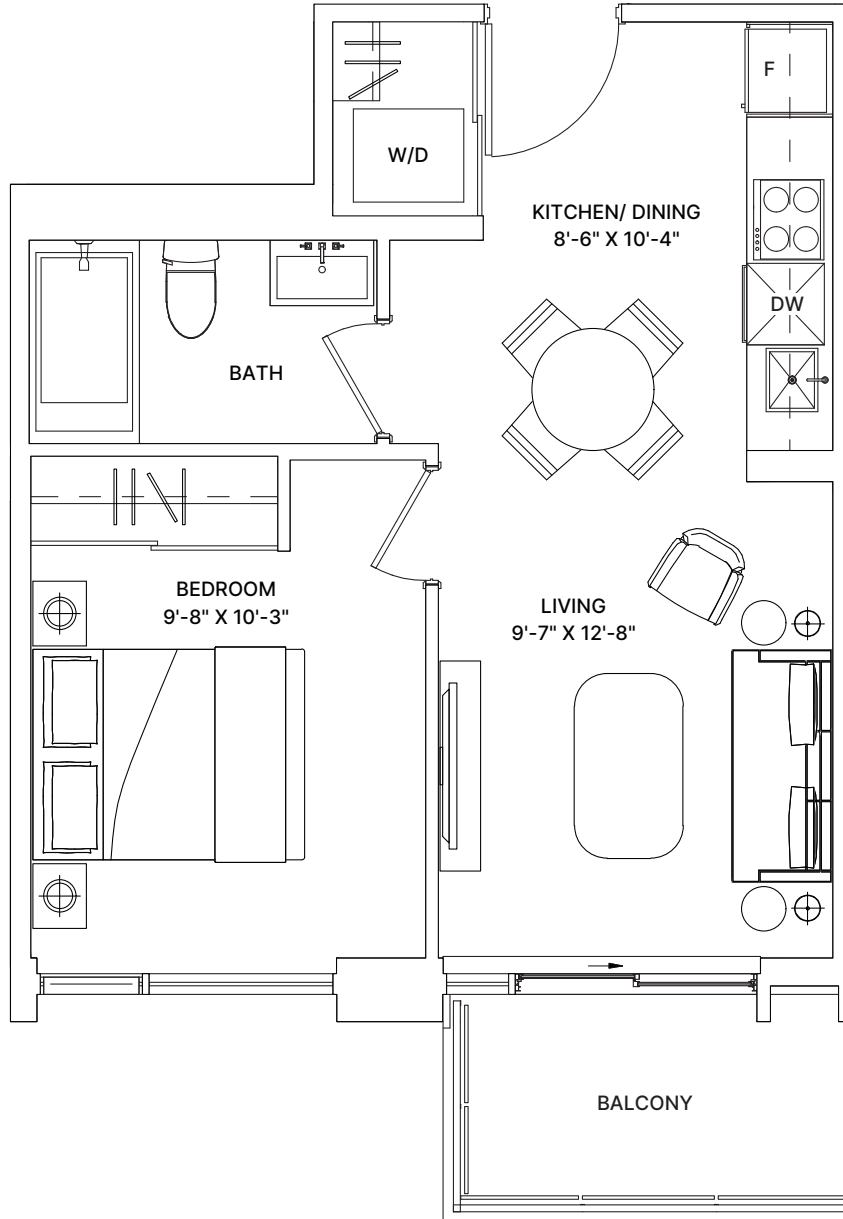 F
W/D
KITCHEN/ DINING
8'-6" X 10'-4"
DW
BATH
BEDROOM
9'-8" X 10'-3"
LIVING
9'-7" X 12'-8"
BALCONY